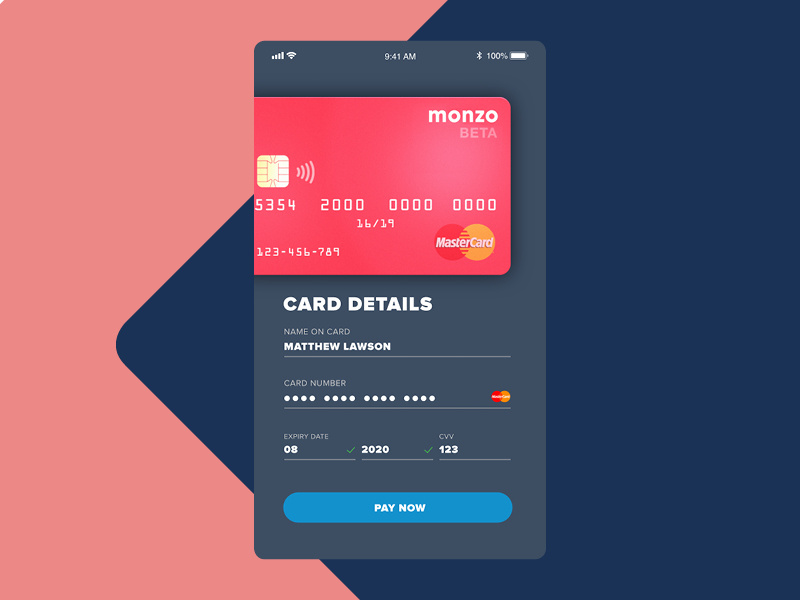 9:41 AM 100%
monzo
BETA
5354 2000 0000 0000
16/19
123-456-789
MasterCard
CARD DETAILS
NAME ON CARD
MATTHEW LAWSON
CARD NUMBER
●●●● ●●●● ●●●● ●●●● MasterCard
EXPIRY DATE CVV
08 2020 123
PAY NOW